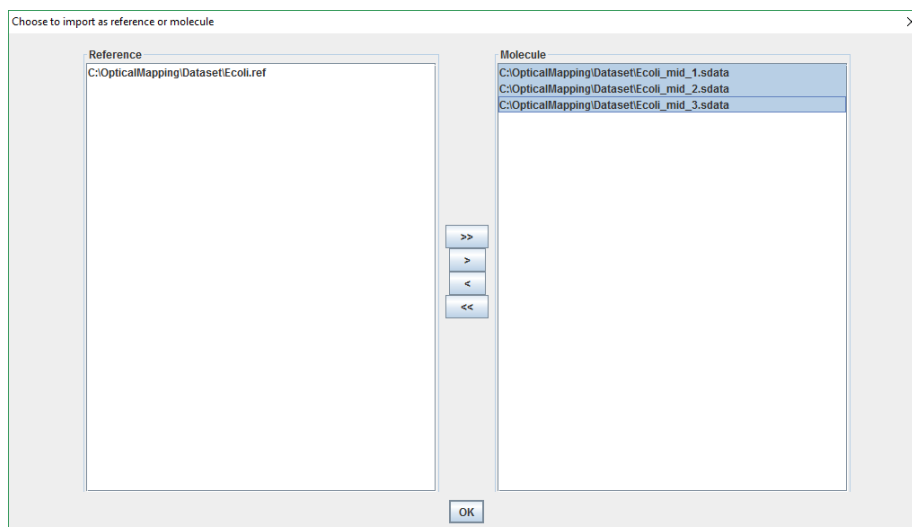 Choose to import as reference or molecule
Reference
C:\OpticalMapping\Dataset\Ecoli.ref
Molecule
C:\OpticalMapping\Dataset\Ecoli_mid_1.sdata
C:\OpticalMapping\Dataset\Ecoli_mid_2.sdata
C:\OpticalMapping\Dataset\Ecoli_mid_3.sdata
>>
>
<
<<
OK